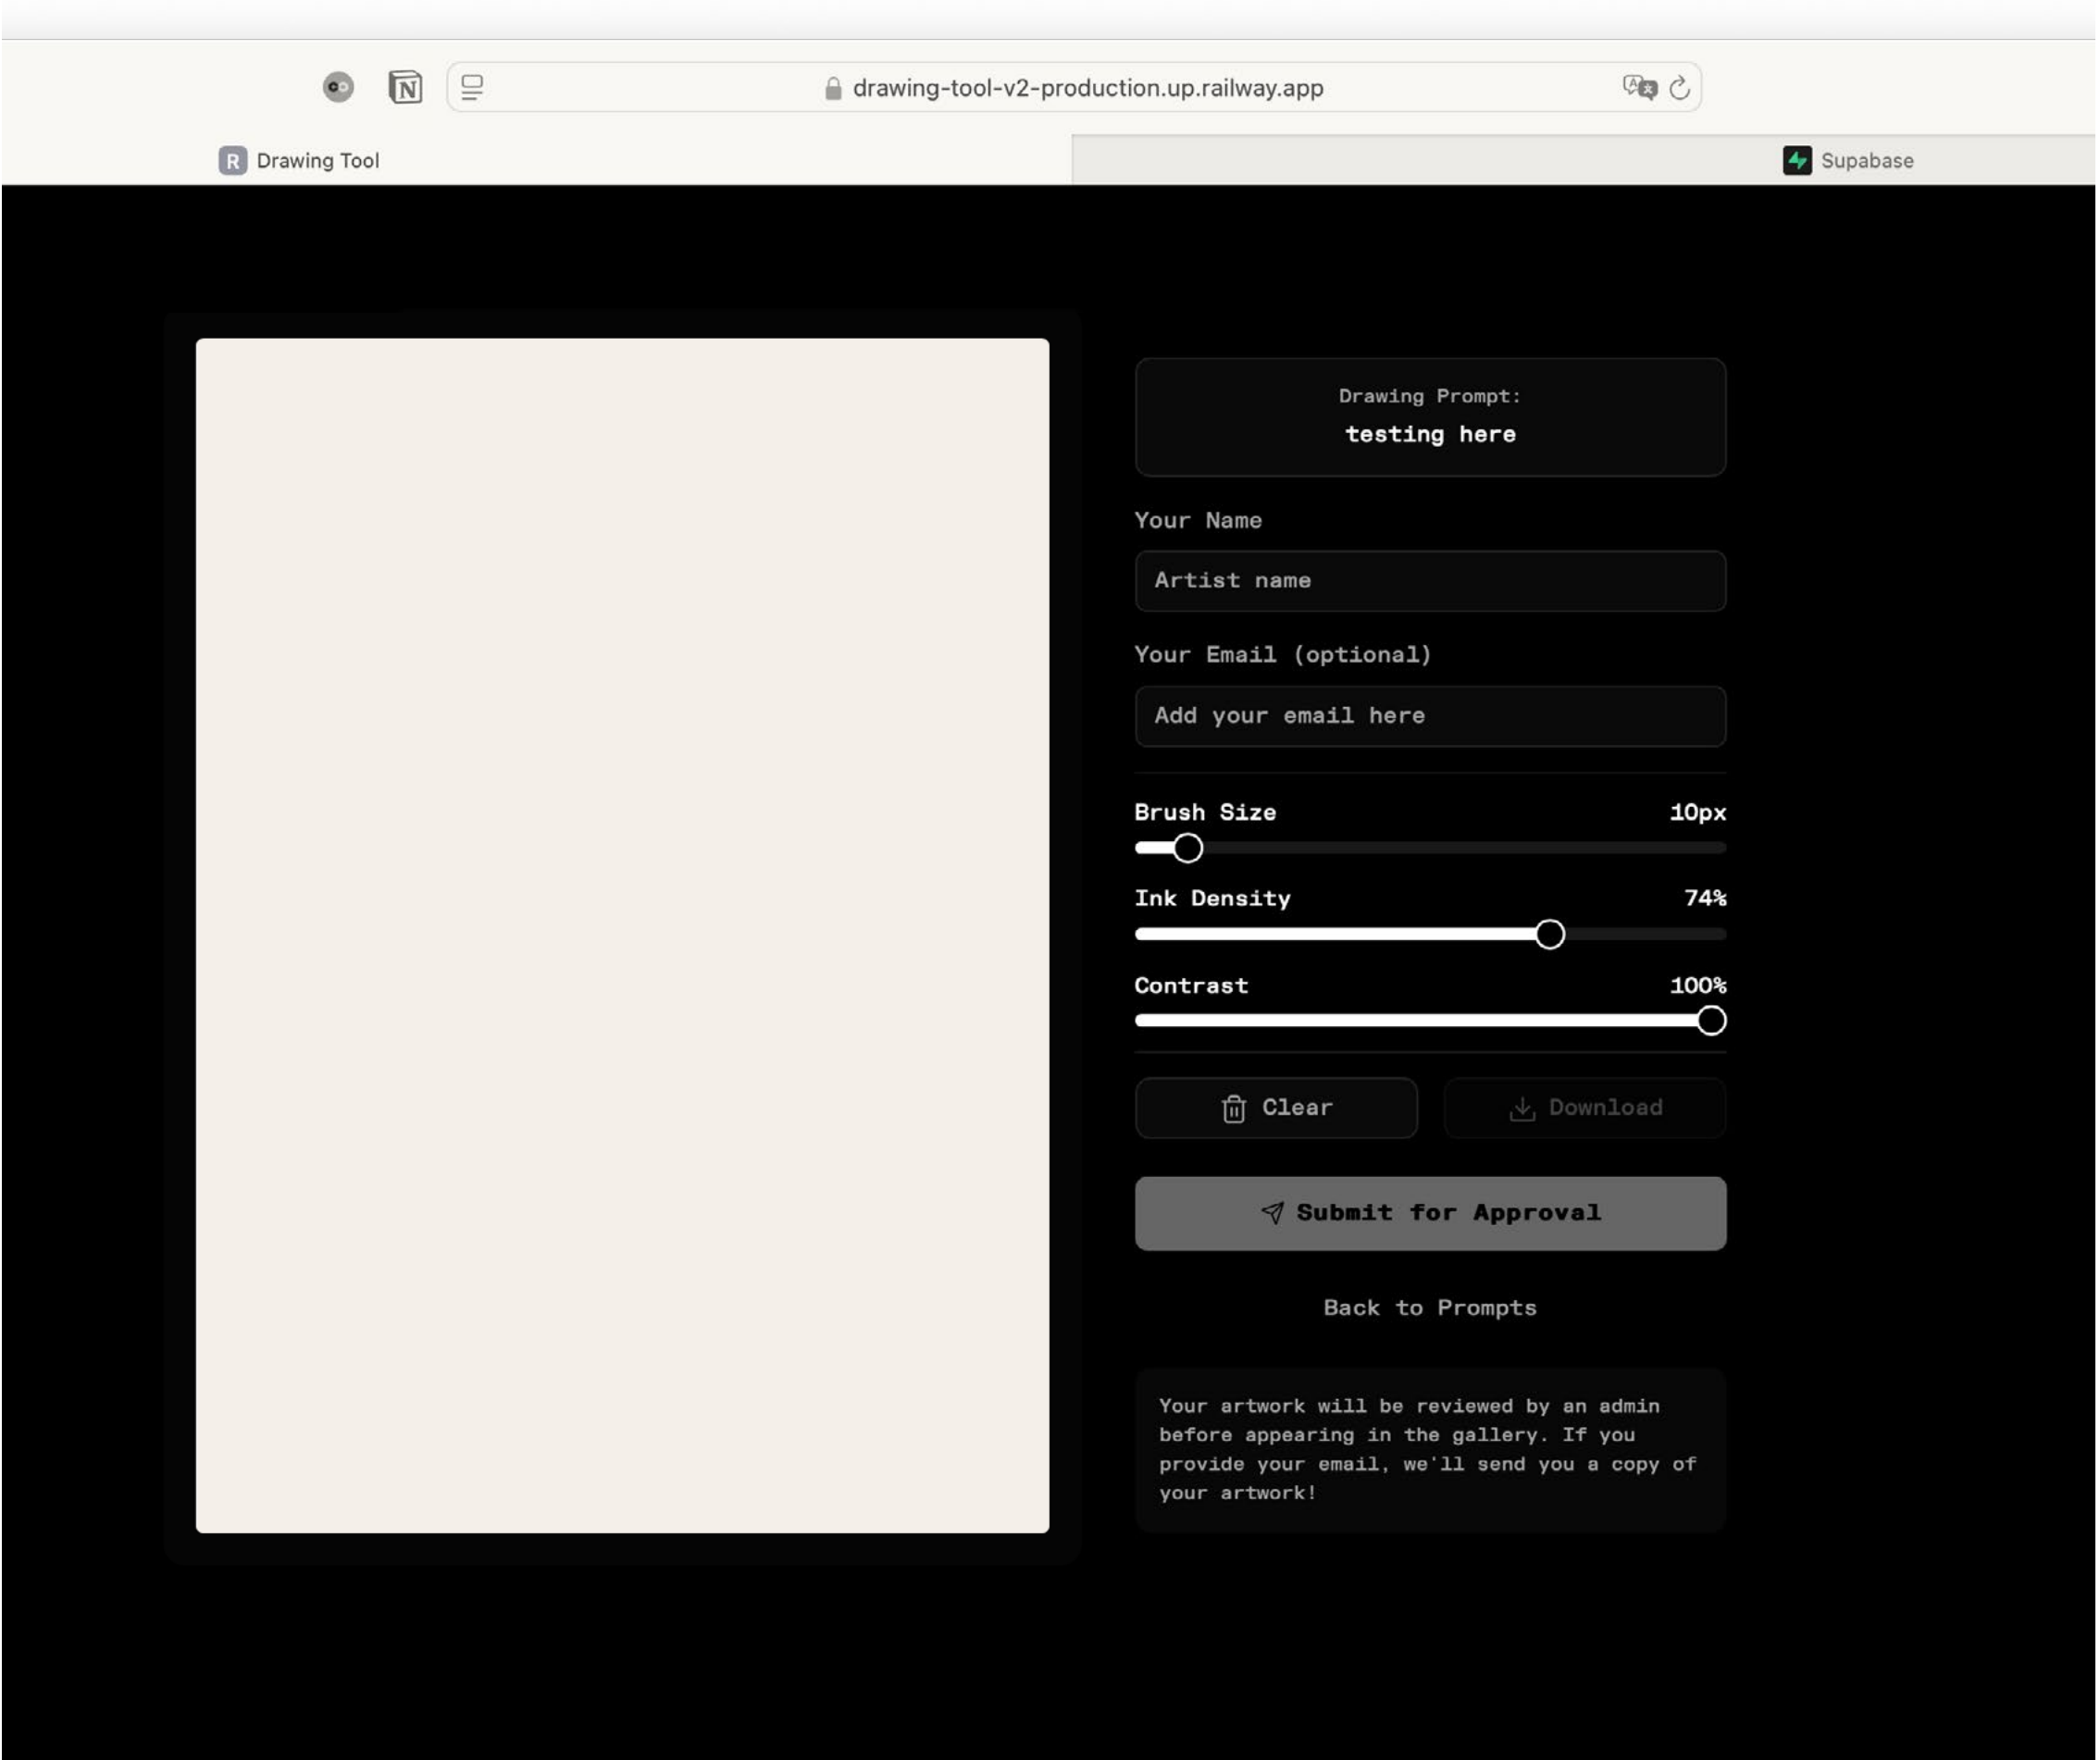 drawing-tool-v2-production.up.railway.app
R Drawing Tool
Supabase
Drawing Prompt:
testing here
Your Name
Artist name
Your Email (optional)
Add your email here
Brush Size 10px
Ink Density 74%
Contrast 100%
Clear Download
Submit for Approval
Back to Prompts
Your artwork will be reviewed by an admin
before appearing in the gallery. If you
provide your email, we'll send you a copy of
your artwork!